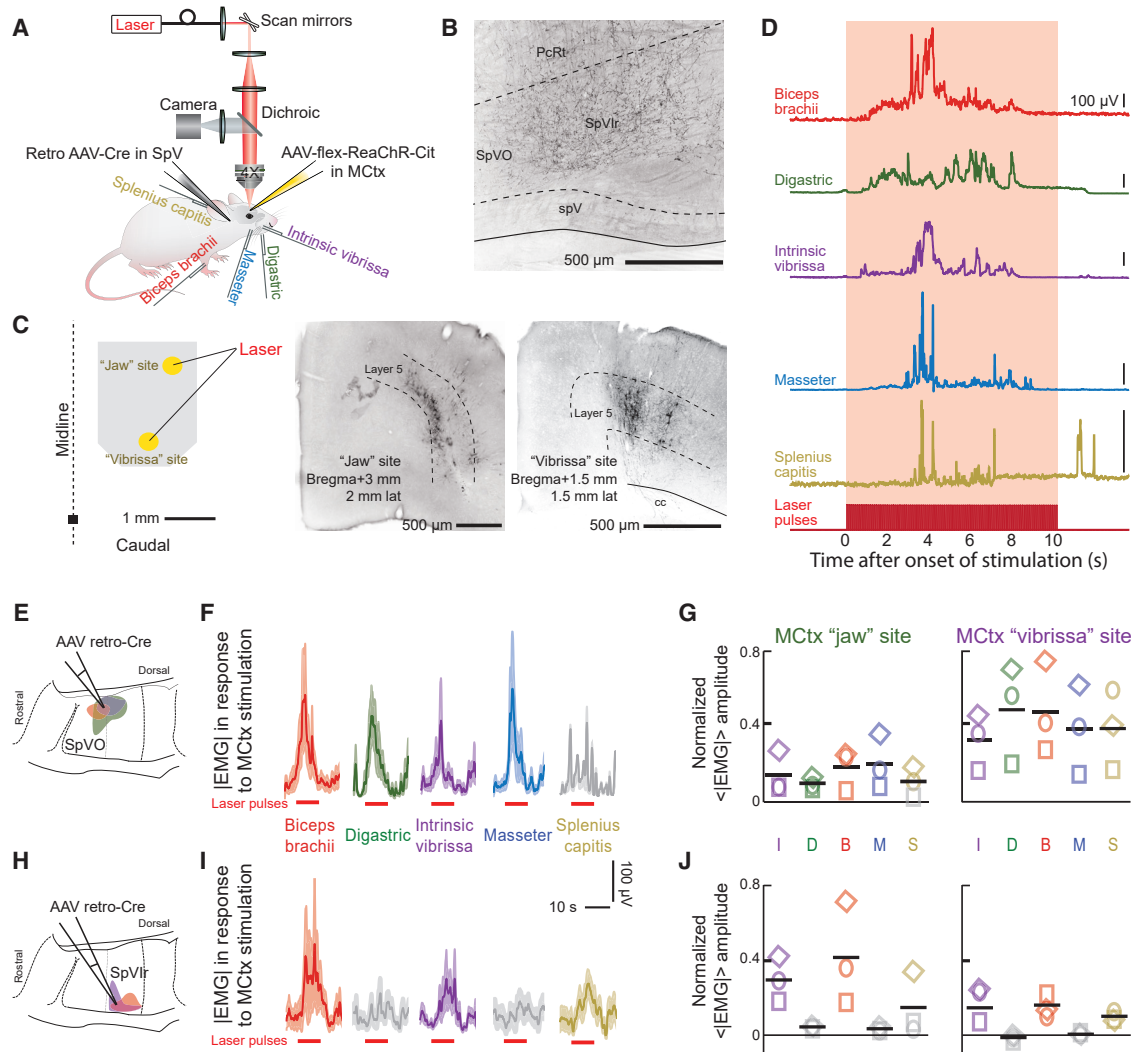 A
Laser
Scan mirrors
Camera
Dichroic
Retro AAV-Cre in SpV
AAV-flex-ReaChR-Cit
in MCtx
4X
Splenius capitis
Biceps brachii
Masseter
Digastric
Intrinsic vibrissa
B
PcRt
SpVIr
SpVO
spV
500 µm
C
Midline
"Jaw" site
Laser
"Vibrissa" site
1 mm
Caudal
Layer 5
"Jaw" site
Bregma+3 mm
2 mm lat
500 µm
Layer 5
"Vibrissa" site
Bregma+1.5 mm
1.5 mm lat
cc
500 µm
D
Biceps
brachii
100 µV
Digastric
Intrinsic
vibrissa
Masseter
Splenius
capitis
Laser
pulses
0 2 4 6 8 10
Time after onset of stimulation (s)
E
AAV retro-Cre
Dorsal
Rostral
SpVO
F
|EMG| in response
to MCtx stimulation
Laser pulses
Biceps
brachii
Digastric
Intrinsic
vibrissa
Masseter
Splenius
capitis
G
MCtx "jaw" site
MCtx "vibrissa" site
Normalized
<|EMG|> amplitude
0.8
0.4
0
I D B M S
I D B M S
H
AAV retro-Cre
Dorsal
Rostral
SpVIr
I
|EMG| in response
to MCtx stimulation
Laser pulses
100 µV
10 s
J
Normalized
<|EMG|> amplitude
0.8
0.4
0